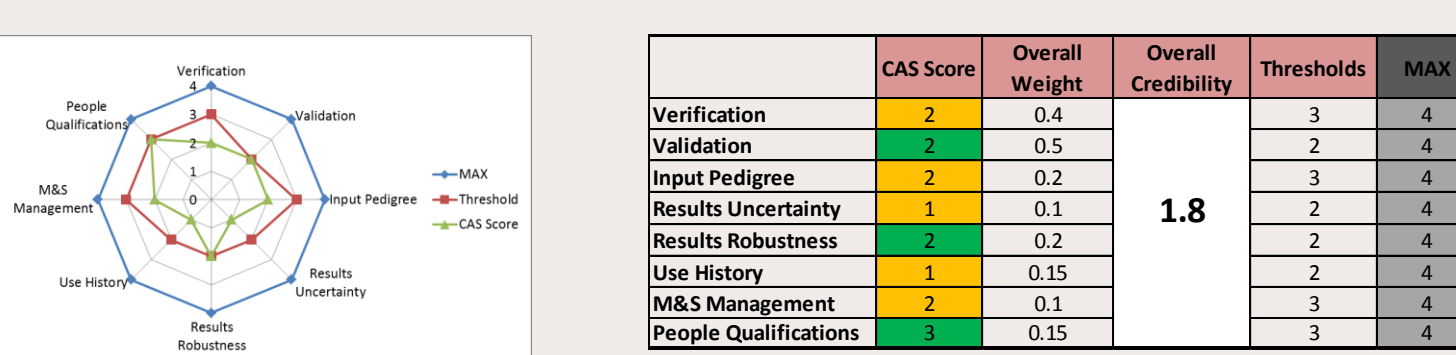 Verification
4
People
Qualifications
3
Validation
2
1
M&S
Management
0
Input Pedigree
Use History
Results
Uncertainty
Results
Robustness
MAX
Threshold
CAS Score
CAS Score Overall Weight Overall Credibility Thresholds MAX
Verification 2 0.4 3 4
Validation 2 0.5 2 4
Input Pedigree 2 0.2 3 4
Results Uncertainty 1 0.1 1.8 2 4
Results Robustness 2 0.2 2 4
Use History 1 0.15 2 4
M&S Management 2 0.1 3 4
People Qualifications 3 0.15 3 4